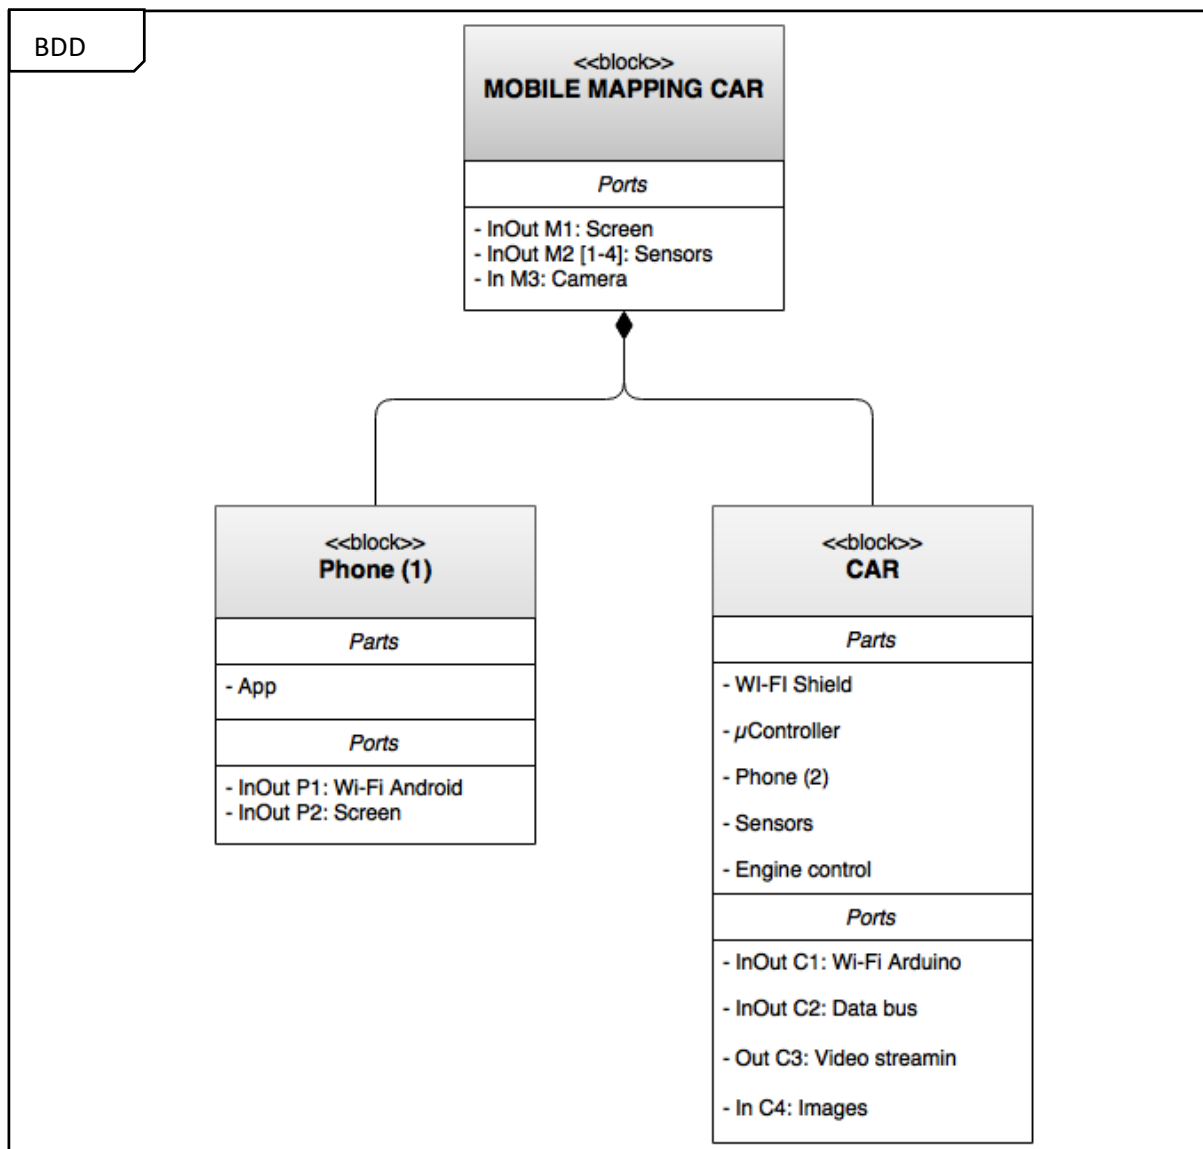 BDD
<<block>>
MOBILE MAPPING CAR
Ports
- InOut M1: Screen
- InOut M2 [1-4]: Sensors
- In M3: Camera
<<block>>
Phone (1)
Parts
- App
Ports
- InOut P1: Wi-Fi Android
- InOut P2: Screen
<<block>>
CAR
Parts
- WI-FI Shield
- µController
- Phone (2)
- Sensors
- Engine control
Ports
- InOut C1: Wi-Fi Arduino
- InOut C2: Data bus
- Out C3: Video streamin
- In C4: Images